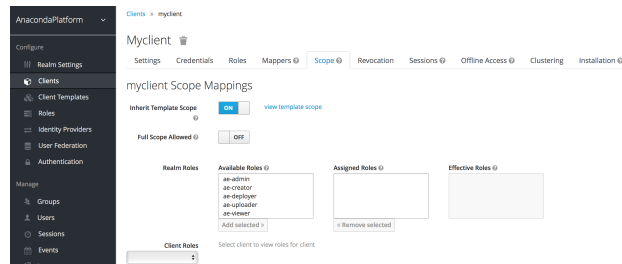 AnacondaPlatform
Configure
Realm Settings
Clients
Client Templates
Roles
Identity Providers
User Federation
Authentication
Manage
Groups
Users
Sessions
Events
Clients » myclient
Myclient
Settings Credentials Roles Mappers Scope Revocation Sessions Offline Access Clustering Installation
myclient Scope Mappings
Inherit Template Scope ON view template scope
Full Scope Allowed OFF
Realm Roles Available Roles Assigned Roles Effective Roles
ae-admin
ae-creator
ae-deployer
ae-uploader
ae-viewer
Add selected » « Remove selected
Client Roles Select client to view roles for client